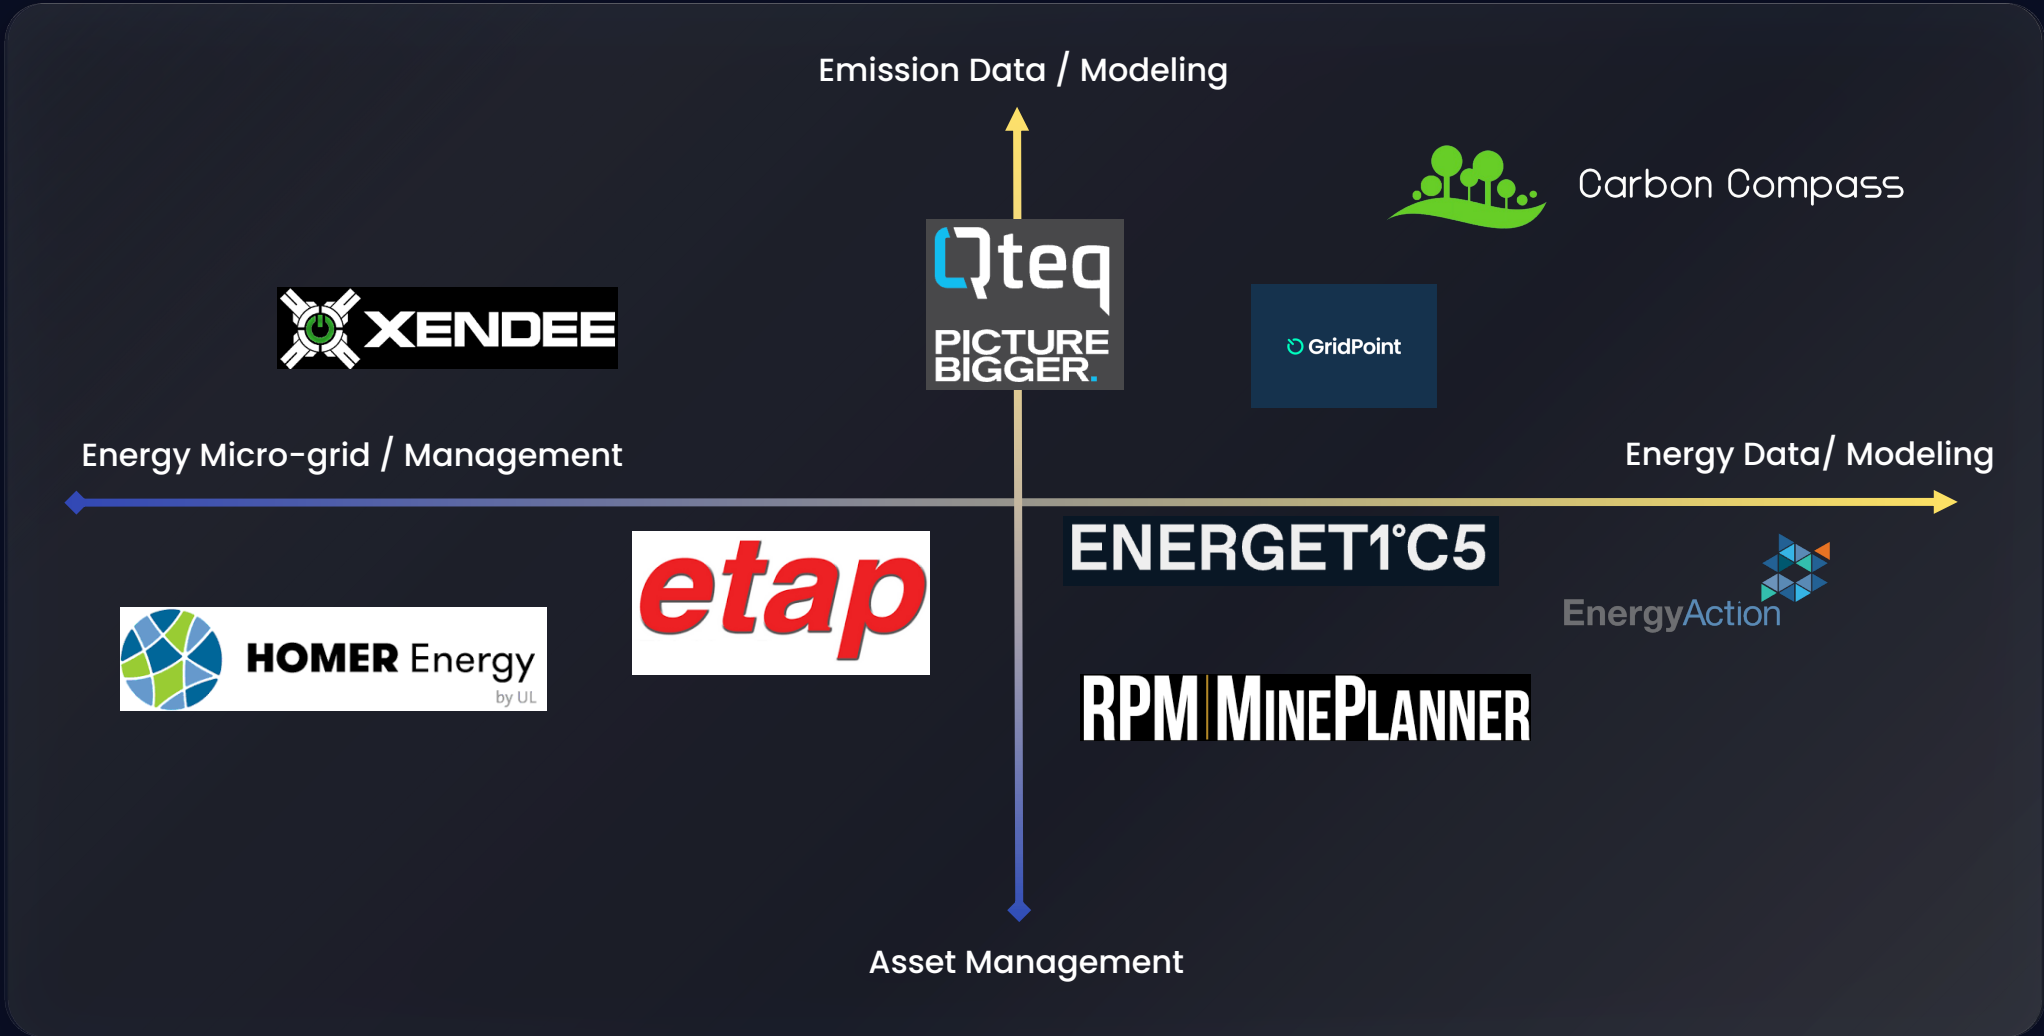 Emission Data / Modeling
Carbon Compass
Qteq
PICTURE
BIGGER.
XENDEE
GridPoint
Energy Micro-grid / Management
Energy Data/ Modeling
ENERGET1°C5
etap
EnergyAction
HOMER Energy
by UL
RPM | MINEPLANNER
Asset Management